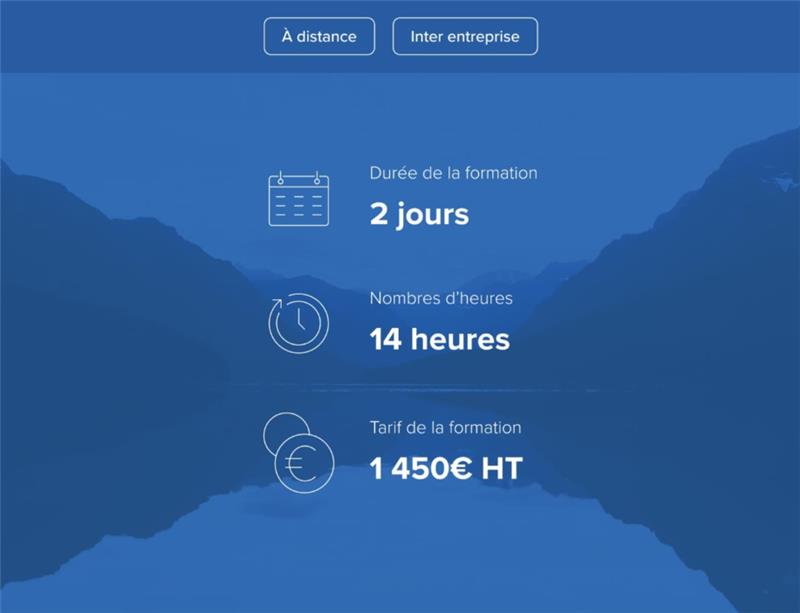 À distance
Inter entreprise
Durée de la formation
2 jours
Nombres d’heures
14 heures
Tarif de la formation
1 450€ HT